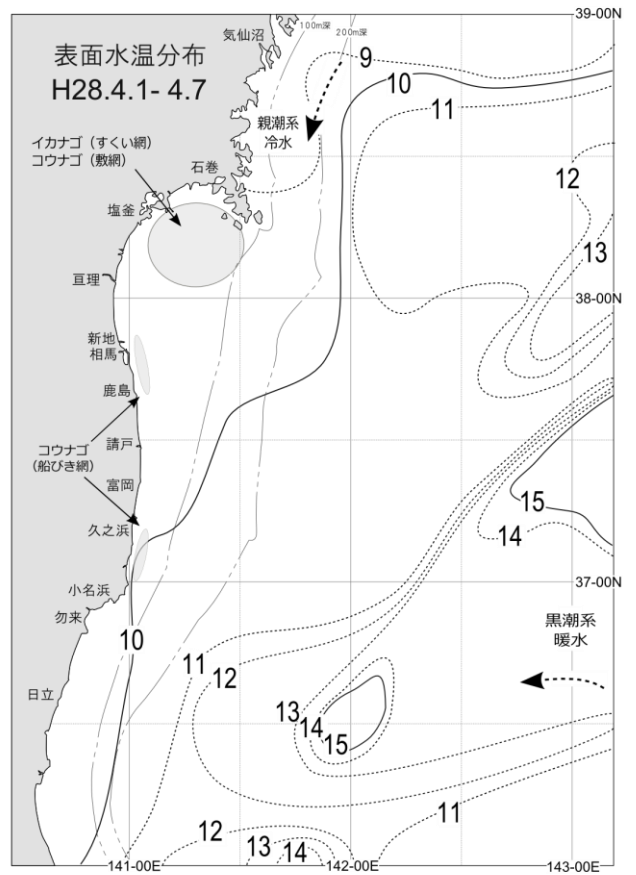 39-00N
気仙沼
100m深
200m深
表面水温分布
H28.4.1- 4.7
9
10
11
親潮系
冷水
イカナゴ（すくい網）
コウナゴ（敷網）
石巻
塩釜
12
13
亘理
38-00N
新地
相馬
鹿島
コウナゴ
（船びき網）
請戸
富岡
久之浜
15
14
37-00N
小名浜
勿来
10
黒潮系
暖水
11
12
日立
13
14
15
11
12
13
14
141-00E
142-00E
143-00E